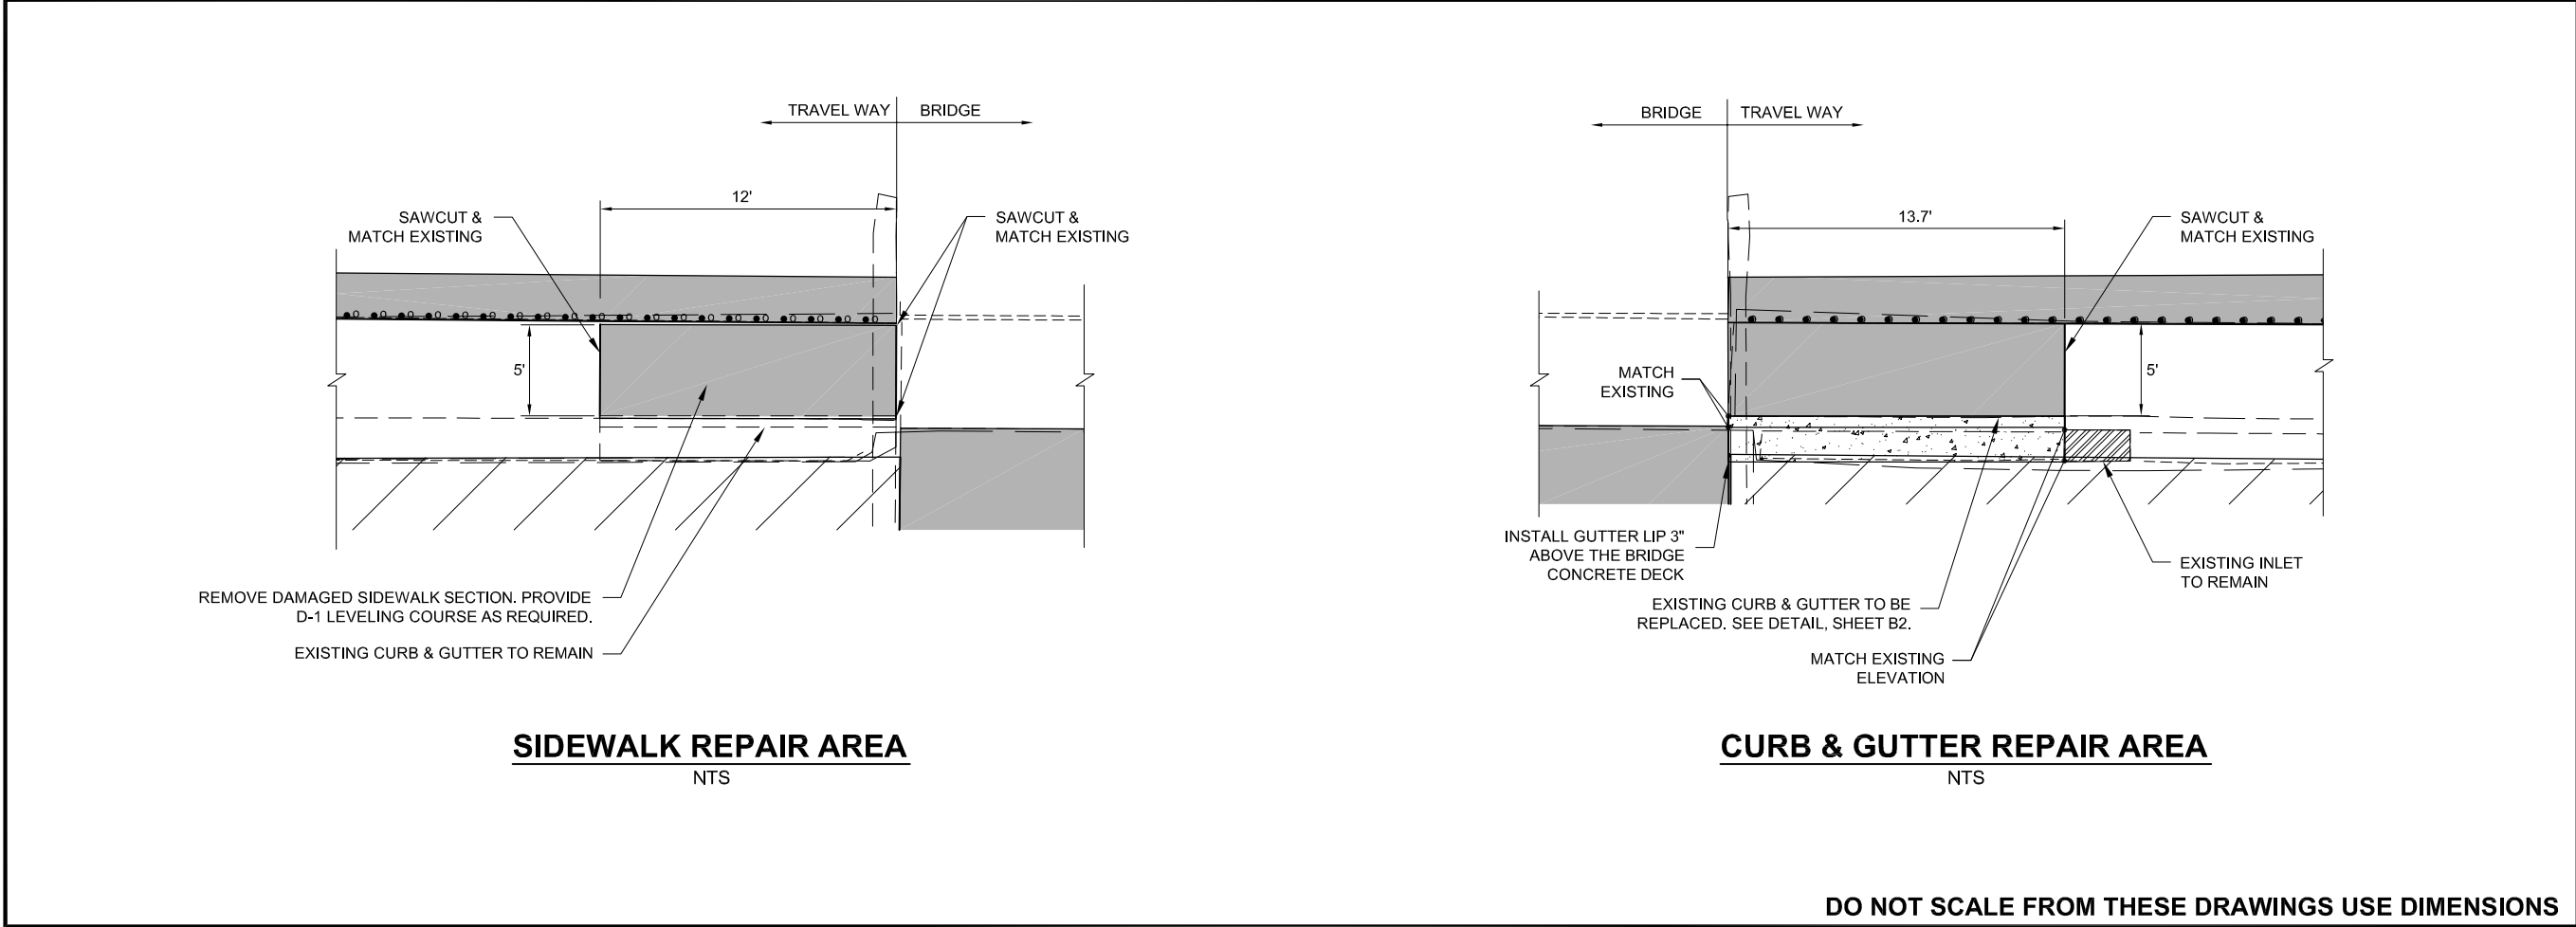 TRAVEL WAY
BRIDGE
12'
SAWCUT &
MATCH EXISTING
SAWCUT &
MATCH EXISTING
5'
REMOVE DAMAGED SIDEWALK SECTION. PROVIDE
D-1 LEVELING COURSE AS REQUIRED.
EXISTING CURB & GUTTER TO REMAIN
SIDEWALK REPAIR AREA
NTS
BRIDGE
TRAVEL WAY
13.7'
SAWCUT &
MATCH EXISTING
MATCH
EXISTING
5'
INSTALL GUTTER LIP 3"
ABOVE THE BRIDGE
CONCRETE DECK
EXISTING INLET
TO REMAIN
EXISTING CURB & GUTTER TO BE
REPLACED. SEE DETAIL, SHEET B2.
MATCH EXISTING
ELEVATION
CURB & GUTTER REPAIR AREA
NTS
DO NOT SCALE FROM THESE DRAWINGS USE DIMENSIONS